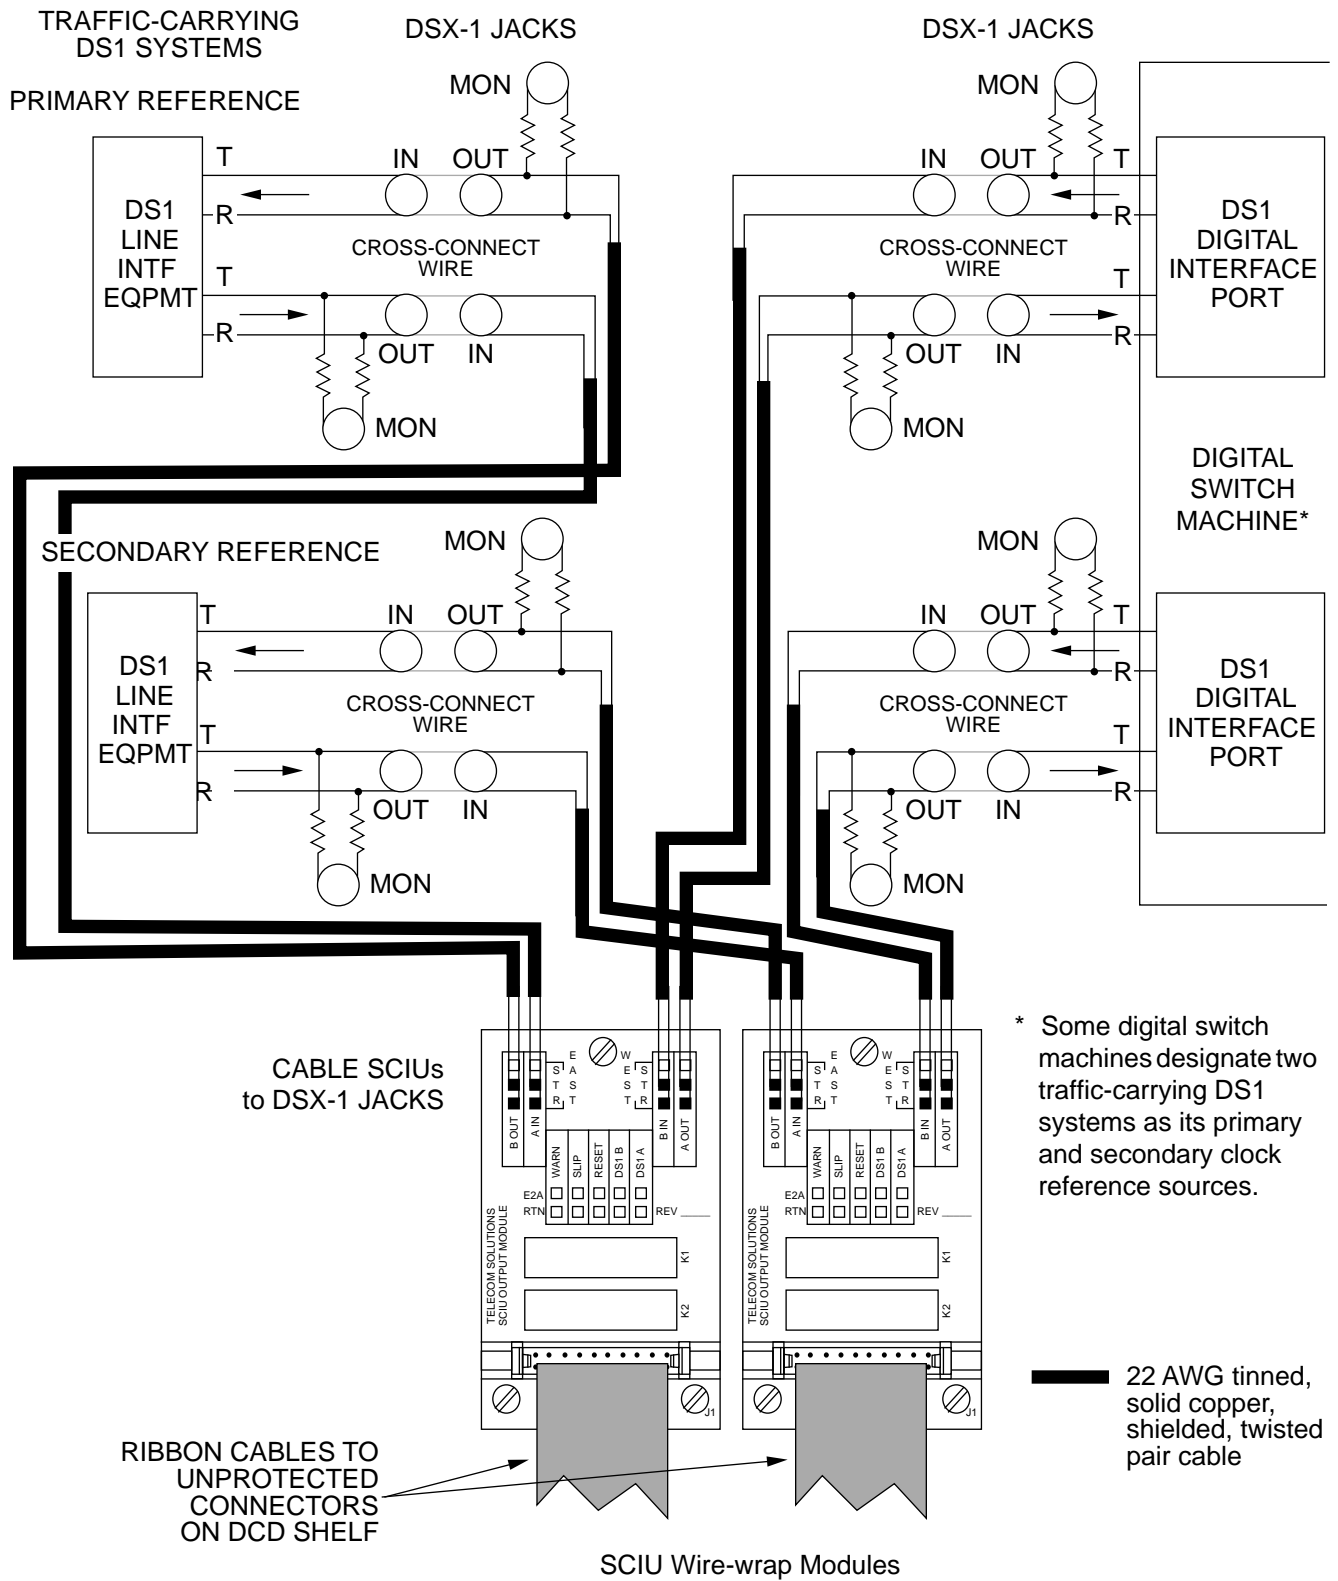 TRAFFIC-CARRYING
DS1 SYSTEMS
DSX-1 JACKS
DSX-1 JACKS
PRIMARY REFERENCE
MON
MON
T
IN
OUT
IN
OUT
T
R
R
DS1
LINE
INTF
EQPMT
CROSS-CONNECT
WIRE
CROSS-CONNECT
WIRE
DS1
DIGITAL
INTERFACE
PORT
T
T
R
R
OUT
IN
OUT
IN
MON
MON
DIGITAL
SWITCH
MACHINE*
SECONDARY REFERENCE
MON
MON
T
IN
OUT
IN
OUT
T
R
R
DS1
LINE
INTF
EQPMT
CROSS-CONNECT
WIRE
CROSS-CONNECT
WIRE
DS1
DIGITAL
INTERFACE
PORT
T
T
R
R
OUT
IN
OUT
IN
MON
MON
CABLE SCIUs
to DSX-1 JACKS
* Some digital switch
machines designate two
traffic-carrying DS1
systems as its primary
and secondary clock
reference sources.
EAST
STR
WEST
STR
B OUT
A IN
B IN
A OUT
WARN
SLIP
RESET
DS1 B
DS1 A
E2A
RTN
REV _____
TELECOM SOLUTIONS
SCIU OUTPUT MODULE
K1
K2
J1
EAST
STR
WEST
STR
B OUT
A IN
B IN
A OUT
WARN
SLIP
RESET
DS1 B
DS1 A
E2A
RTN
REV _____
TELECOM SOLUTIONS
SCIU OUTPUT MODULE
K1
K2
J1
22 AWG tinned,
solid copper,
shielded, twisted
pair cable
RIBBON CABLES TO
UNPROTECTED
CONNECTORS
ON DCD SHELF
SCIU Wire-wrap Modules